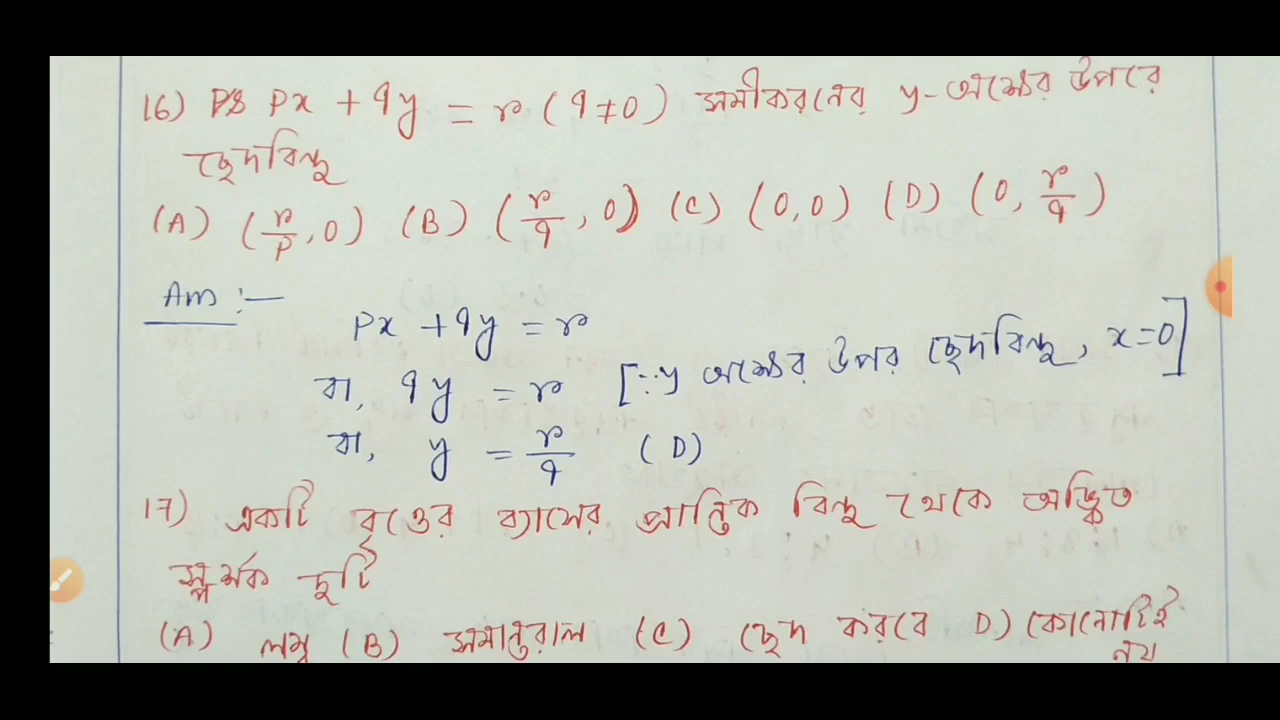 16) px + qy = r (q ≠ 0) সমীকরনের y-অক্ষের উপরে
ছেদবিন্দু
(A) (r/p, 0) (B) (r/q, 0) (C) (0,0) (D) (0, r/q)
Ans :—
px + qy = r
বা, qy = r [∵ y অক্ষের উপর ছেদবিন্দু, x=0]
বা, y = r/q (D)
17) একটি বৃত্তের ব্যাসের প্রান্তিক বিন্দু থেকে অঙ্কিত
স্পর্শক দুটি
(A) লম্ব (B) সমান্তরাল (C) ছেদ করবে D.) কোনোটিই
নয়